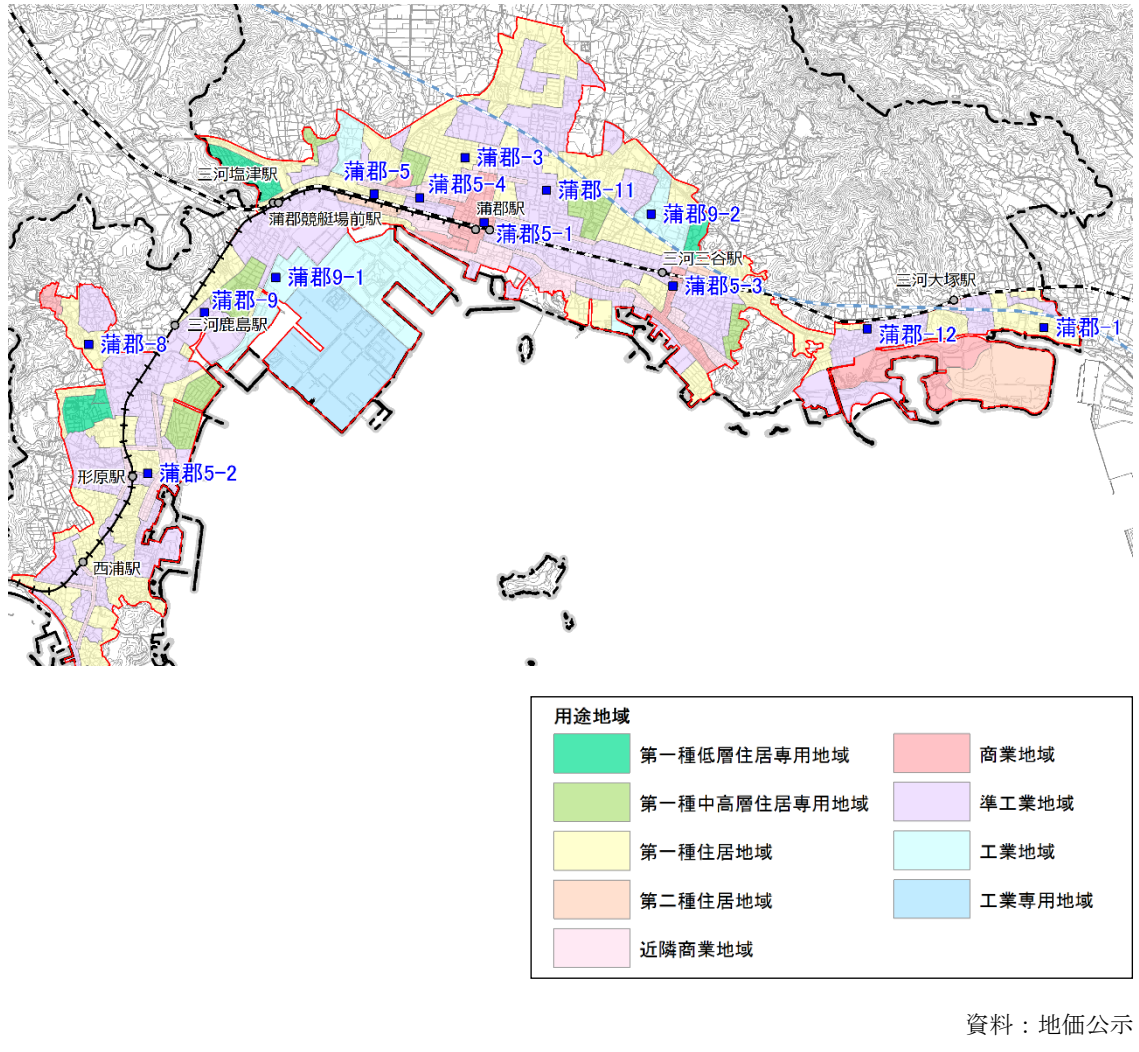 蒲郡-3
三河塩津駅
蒲郡-5
蒲郡5-4
蒲郡-11
蒲郡駅
蒲郡9-2
蒲郡競艇場前駅
蒲郡5-1
三河三谷駅
蒲郡9-1
三河大塚駅
蒲郡5-3
蒲郡-9
三河鹿島駅
蒲郡-12
蒲郡-1
蒲郡-8
形原駅
蒲郡5-2
西浦駅
用途地域
第一種低層住居専用地域
第一種中高層住居専用地域
第一種住居地域
第二種住居地域
近隣商業地域
商業地域
準工業地域
工業地域
工業専用地域
資料：地価公示